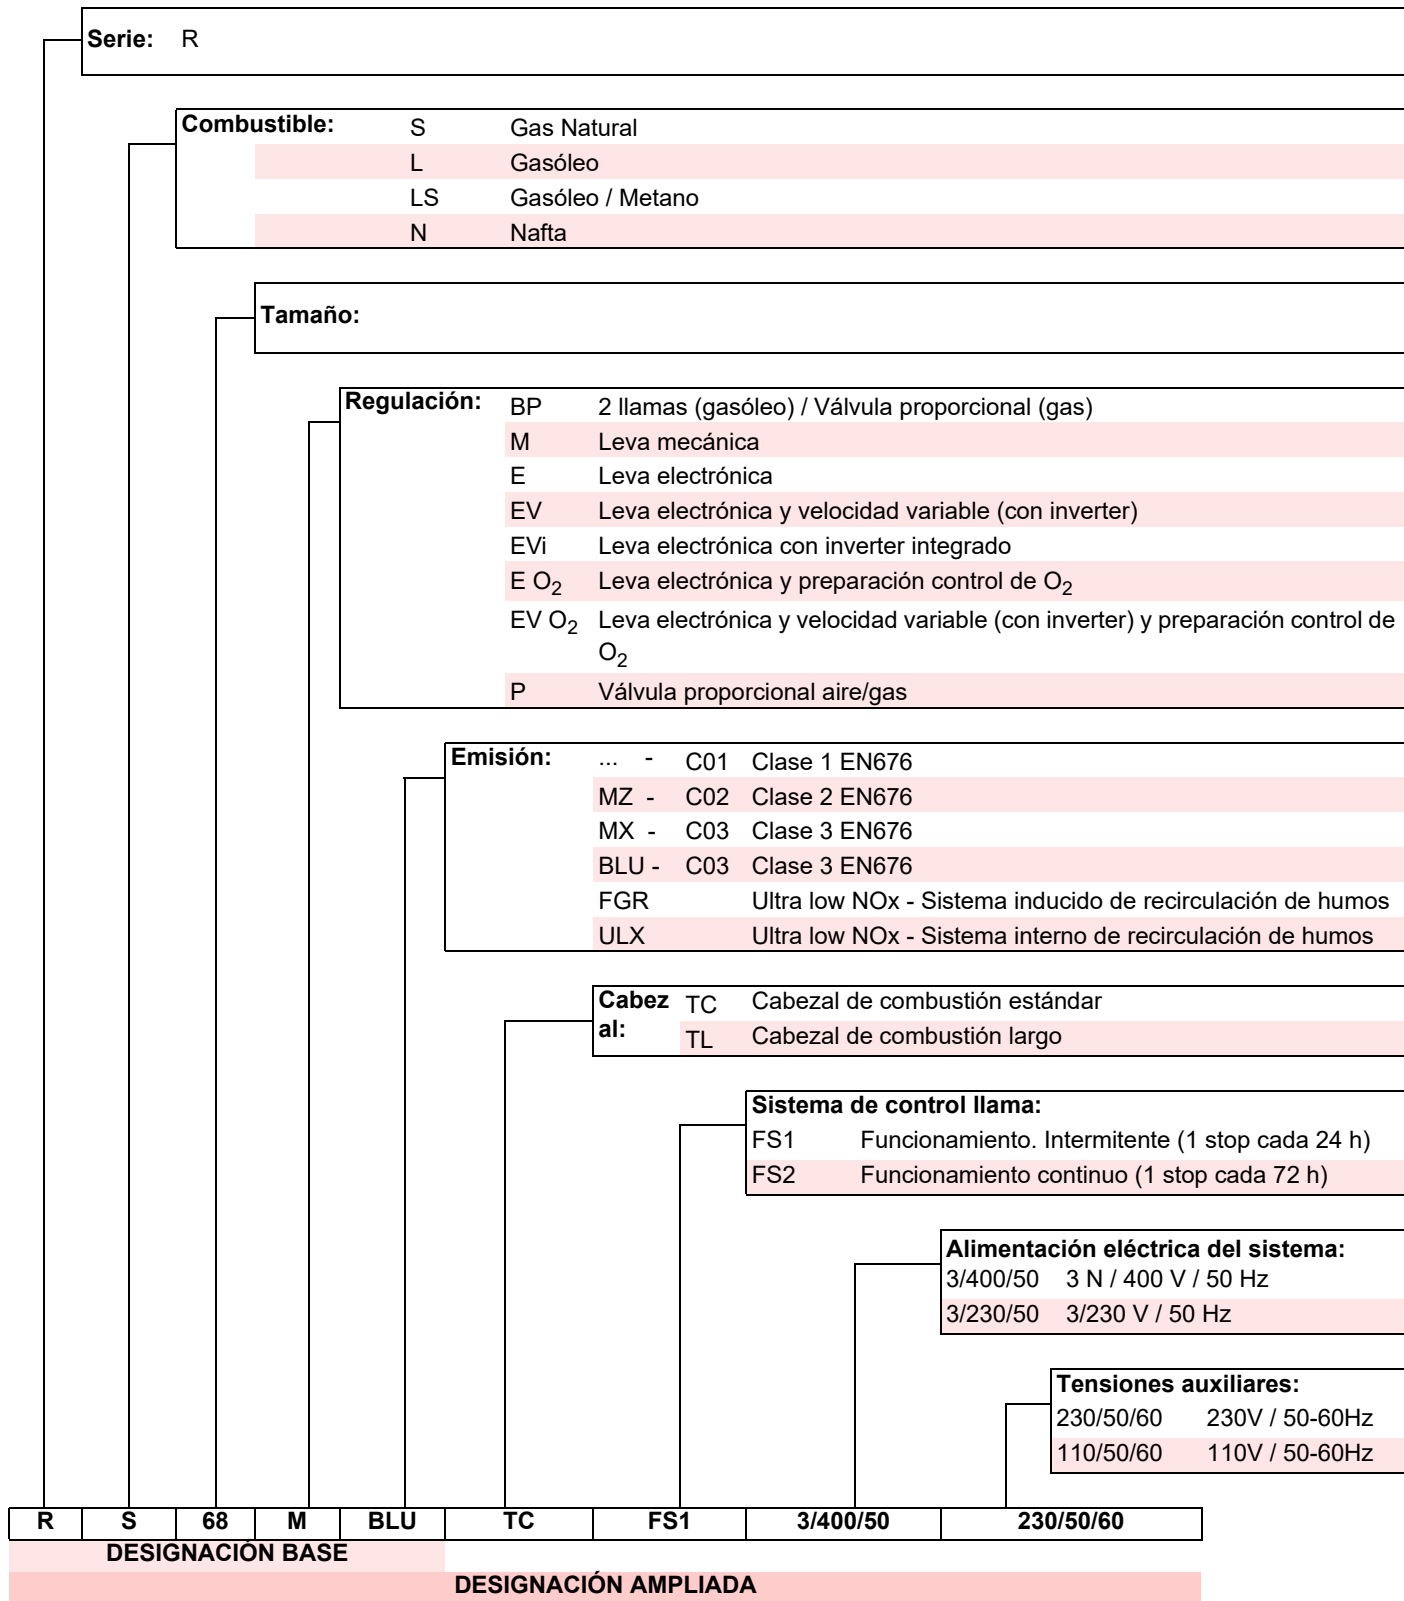 Serie: R
Combustible: S Gas Natural
L Gasóleo
LS Gasóleo / Metano
N Nafta
Tamaño:
Regulación: BP 2 llamas (gasóleo) / Válvula proporcional (gas)
M Leva mecánica
E Leva electrónica
EV Leva electrónica y velocidad variable (con inverter)
EVi Leva electrónica con inverter integrado
E O2 Leva electrónica y preparación control de O2
EV O2 Leva electrónica y velocidad variable (con inverter) y preparación control de
O2
P Válvula proporcional aire/gas
Emisión: ... - C01 Clase 1 EN676
MZ - C02 Clase 2 EN676
MX - C03 Clase 3 EN676
BLU - C03 Clase 3 EN676
FGR Ultra low NOx - Sistema inducido de recirculación de humos
ULX Ultra low NOx - Sistema interno de recirculación de humos
Cabez TC Cabezal de combustión estándar
al: TL Cabezal de combustión largo
Sistema de control llama:
FS1 Funcionamiento. Intermitente (1 stop cada 24 h)
FS2 Funcionamiento continuo (1 stop cada 72 h)
Alimentación eléctrica del sistema:
3/400/50 3 N / 400 V / 50 Hz
3/230/50 3/230 V / 50 Hz
Tensiones auxiliares:
230/50/60 230V / 50-60Hz
110/50/60 110V / 50-60Hz
R S 68 M BLU TC FS1 3/400/50 230/50/60
DESIGNACIÓN BASE
DESIGNACIÓN AMPLIADA